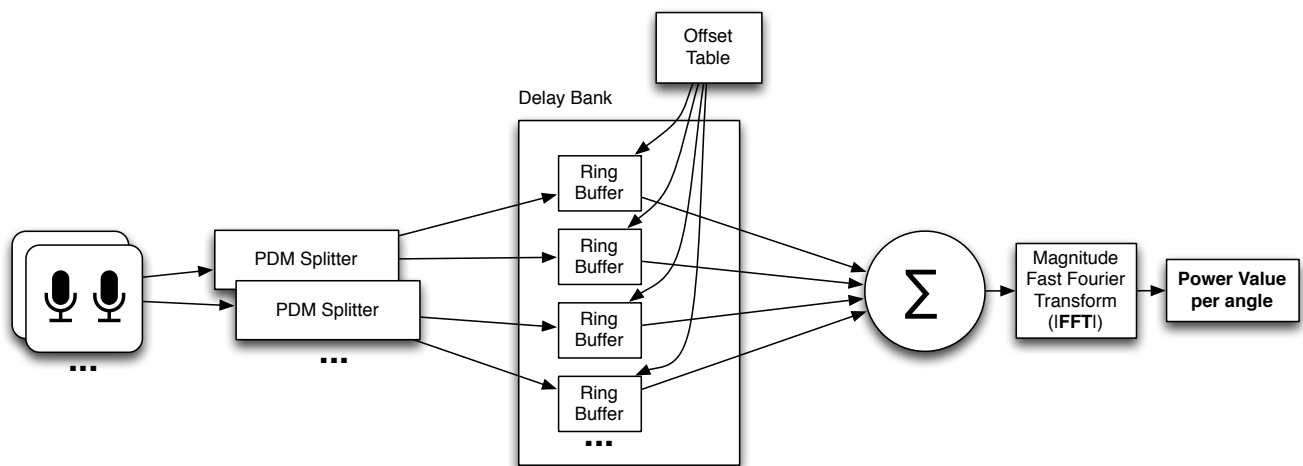 Offset
Table
Delay Bank
Ring
Buffer
PDM Splitter
Ring
Buffer
PDM Splitter
Ring
Buffer
Ring
Buffer
...
...
...
Σ
Magnitude
Fast Fourier
Transform
(|FFT|)
Power Value
per angle